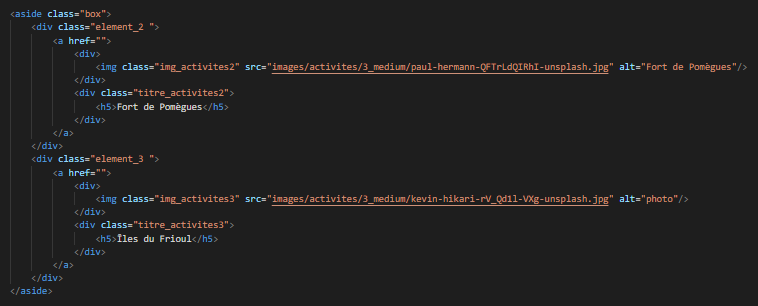 <aside class="box">
<div class="element_2 ">
<a href="">
<div>
<img class="img_activites2" src="images/activites/3_medium/paul-hermann-QFTrLdQIRhI-unsplash.jpg" alt="Fort de Pomègues"/>
</div>
<div class="titre_activites2">
<h5>Fort de Pomègues</h5>
</div>
</a>
</div>
<div class="element_3 ">
<a href="">
<div>
<img class="img_activites3" src="images/activites/3_medium/kevin-hikari-rV_Qd1l-VXg-unsplash.jpg" alt="photo"/>
</div>
<div class="titre_activites3">
<h5>Îles du Frioul</h5>
</div>
</a>
</div>
</aside>